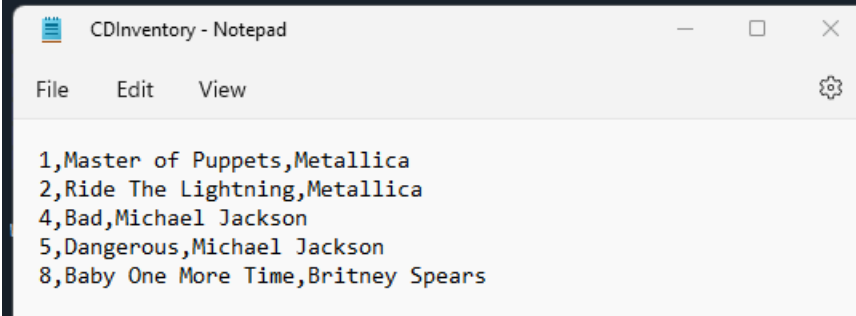 CDInventory - Notepad
File Edit View
1,Master of Puppets,Metallica
2,Ride The Lightning,Metallica
4,Bad,Michael Jackson
5,Dangerous,Michael Jackson
8,Baby One More Time,Britney Spears